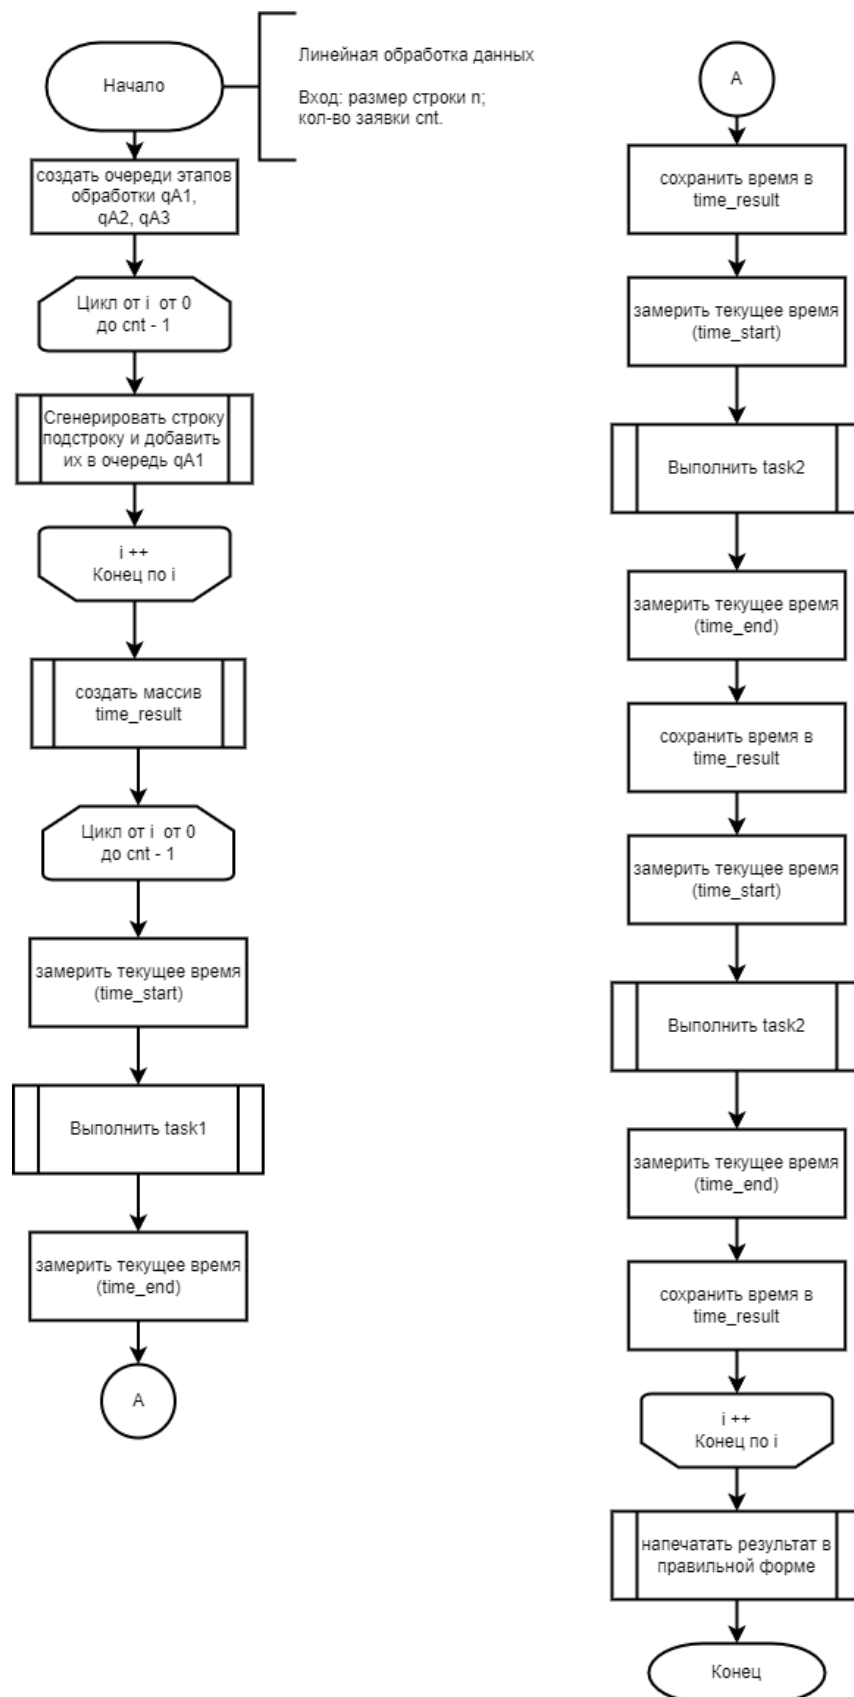 Начало
Линейная обработка данных
Вход: размер строки n;
кол-во заявки cnt.
создать очереди этапов
обработки qA1,
qA2, qA3
Цикл от i от 0
до cnt - 1
Сгенерировать строку
подстроку и добавить
их в очередь qA1
i ++
Конец по i
создать массив
time_result
Цикл от i от 0
до cnt - 1
замерить текущее время
(time_start)
Выполнить task1
замерить текущее время
(time_end)
A
A
сохранить время в
time_result
замерить текущее время
(time_start)
Выполнить task2
замерить текущее время
(time_end)
сохранить время в
time_result
замерить текущее время
(time_start)
Выполнить task2
замерить текущее время
(time_end)
сохранить время в
time_result
i ++
Конец по i
напечатать результат в
правильной форме
Конец